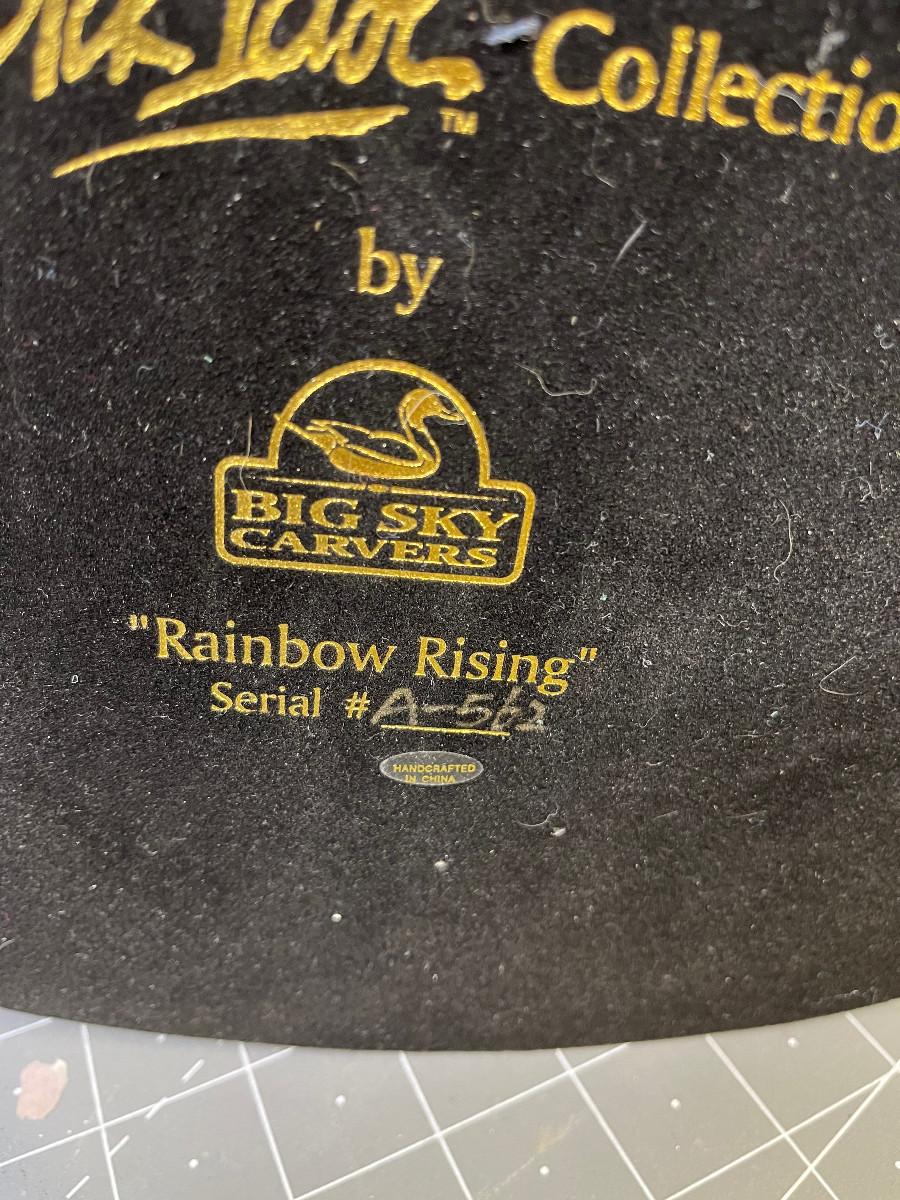 Collectio
TM
by
BIG SKY
CARVERS
"Rainbow Rising"
Serial # A-562
HANDCRAFTED
IN CHINA